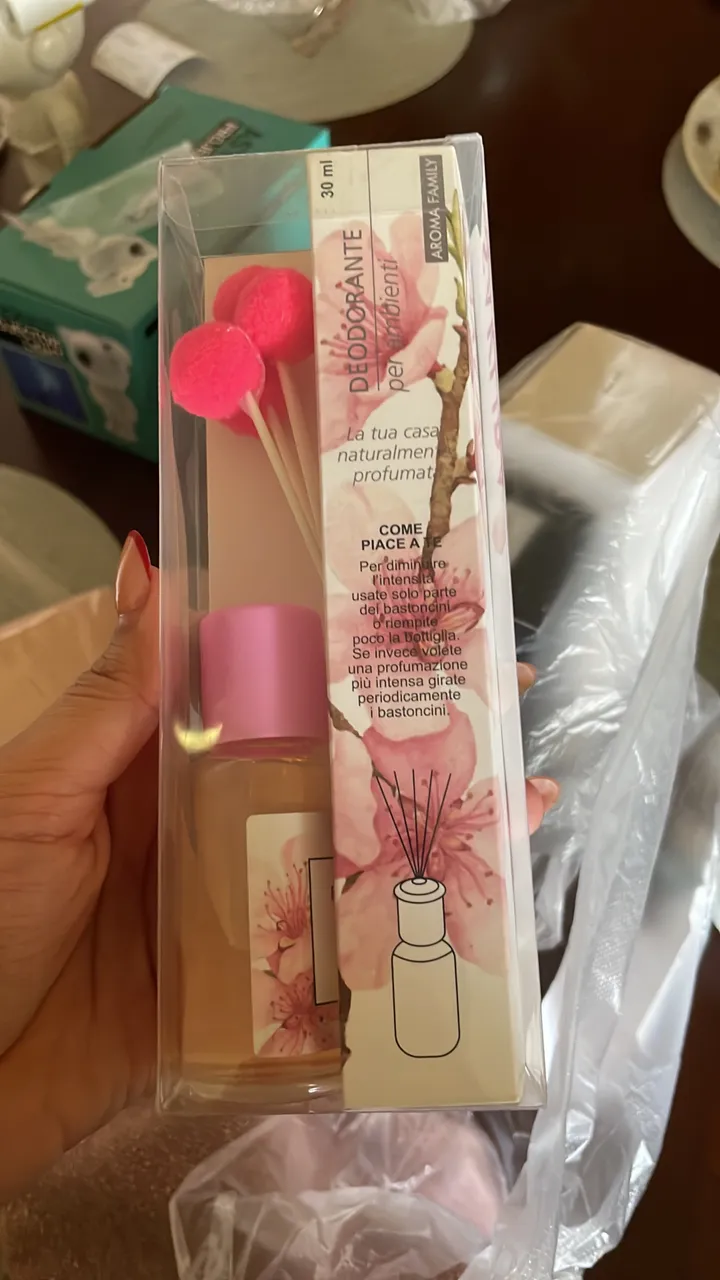 30 ml
AROMA FAMILY
DEODORANTE
per ambienti
La tua casa
naturalmen
profumat
COME
PIACE A TE
Per diminuire
l'intensità
usate solo parte
dei bastoncini
o riempite
poco la bottiglia.
Se invece volete
una profumazione
più intensa girate
periodicamente
i bastoncini.